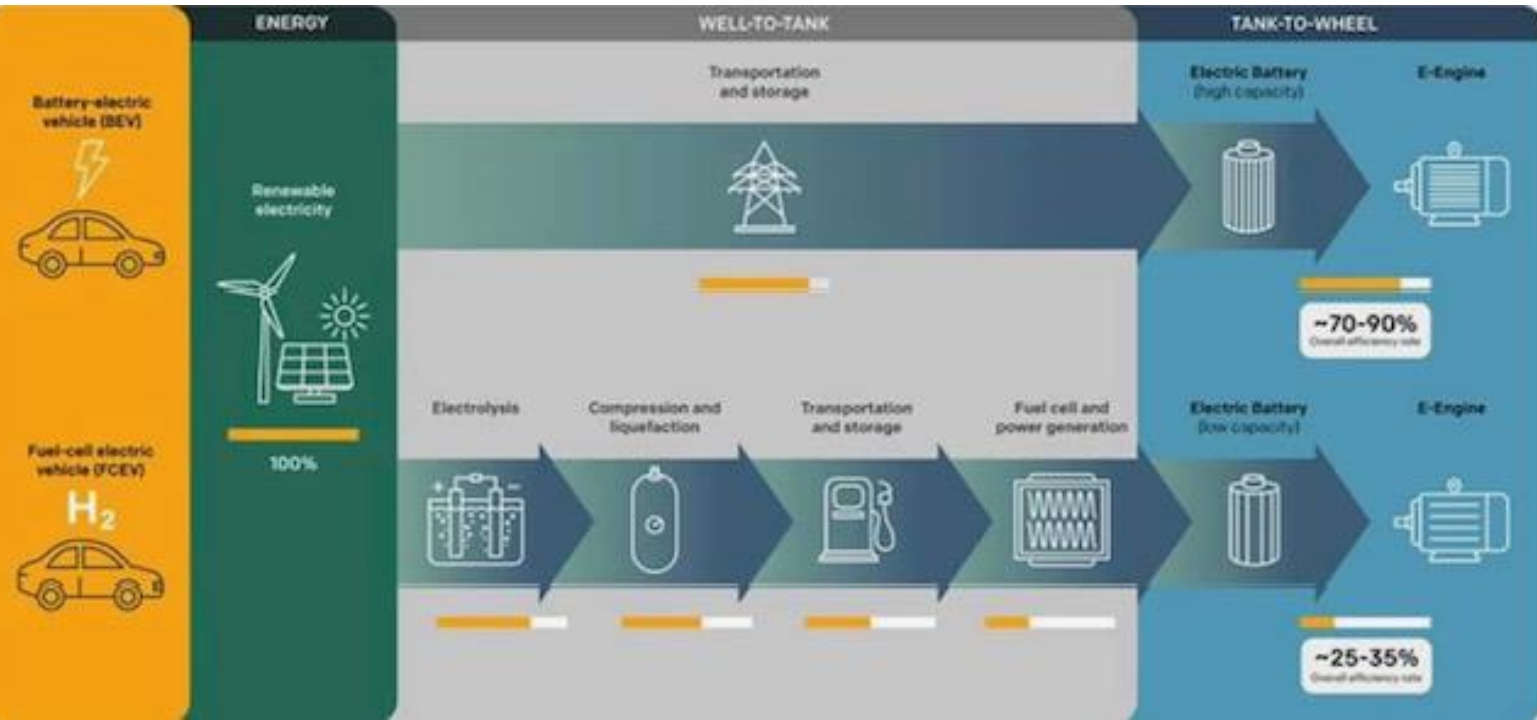 ENERGY
WELL-TO-TANK
TANK-TO-WHEEL
Battery-electric
vehicle (BEV)
Renewable
electricity
100%
Transportation
and storage
Electric Battery
(high capacity)
E-Engine
~70-90%
Overall efficiency rate
Fuel-cell electric
vehicle (FCEV)
H2
Electrolysis
+ −
Compression and
liquefaction
Transportation
and storage
Fuel cell and
power generation
Electric Battery
(low capacity)
E-Engine
~25-35%
Overall efficiency rate